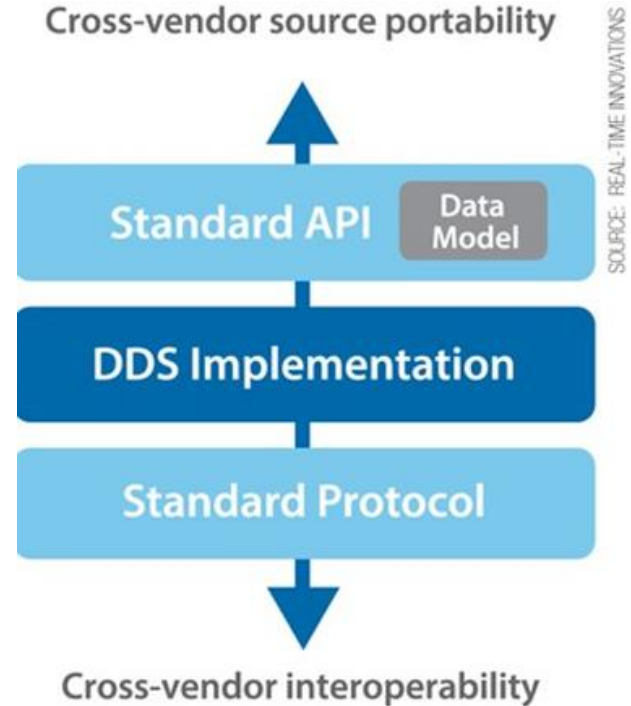 Cross-vendor source portability
SOURCE: REAL-TIME INNOVATIONS
Standard API
Data
Model
DDS Implementation
Standard Protocol
Cross-vendor interoperability